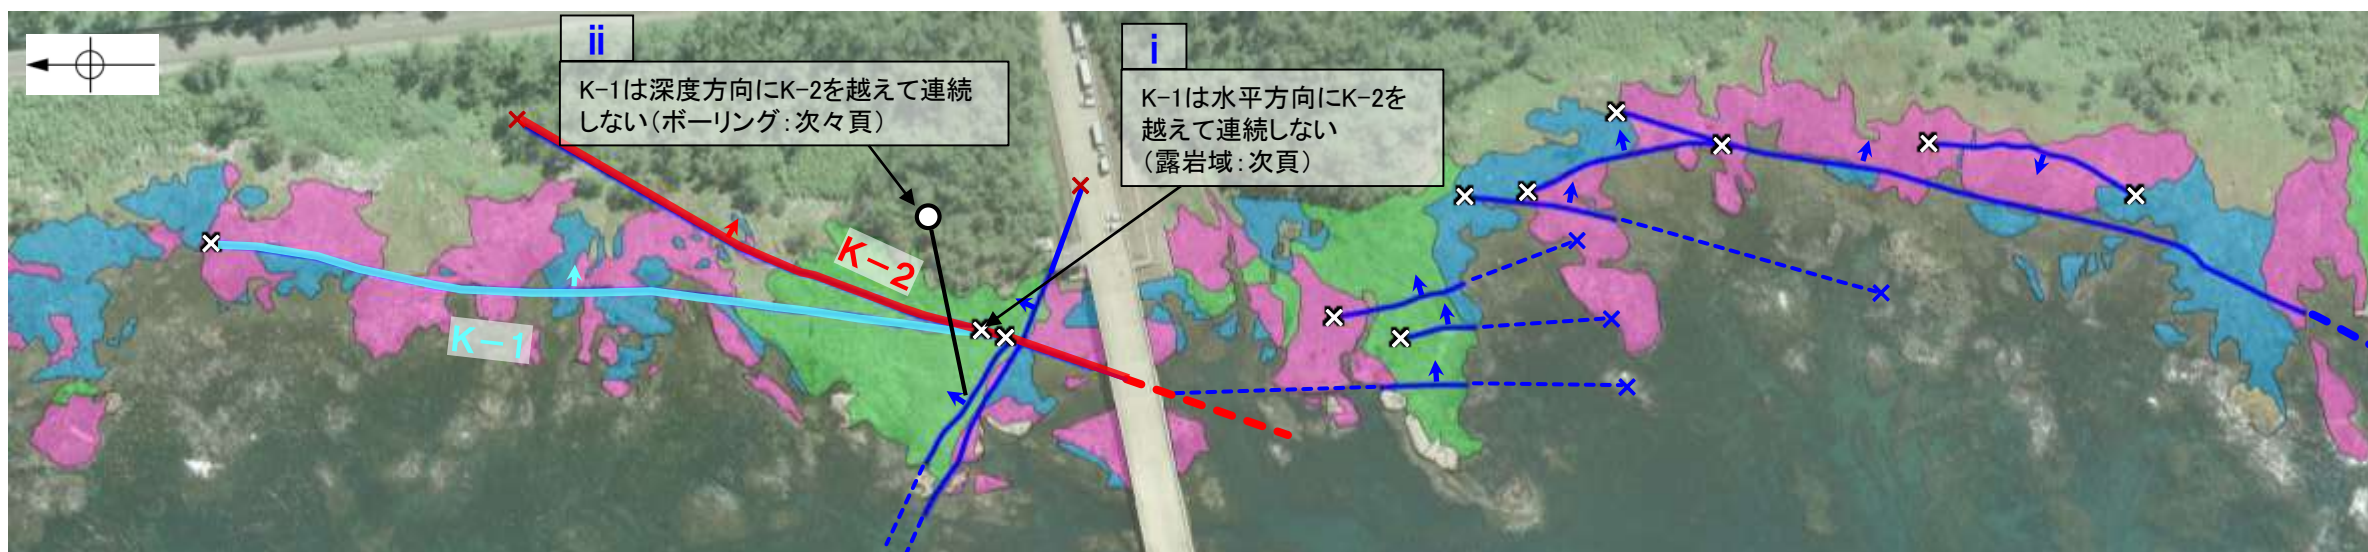 ii
K-1は深度方向にK-2を越えて連続
しない(ボーリング:次々頁)
i
K-1は水平方向にK-2を
越えて連続しない
(露岩域:次頁)
K-2
K-1